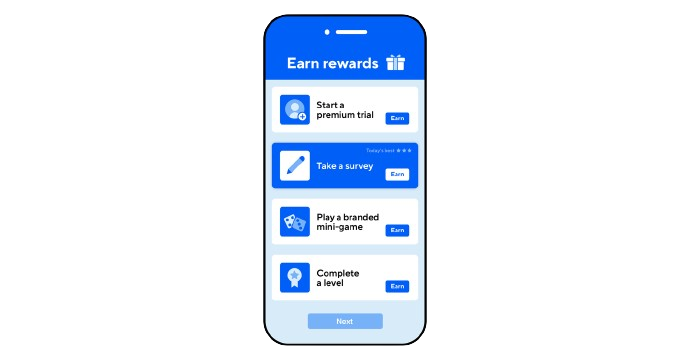 Earn rewards
Start a
premium trial
Earn
Today's best
Take a survey
Earn
Play a branded
mini-game
Earn
Complete
a level
Earn
Next